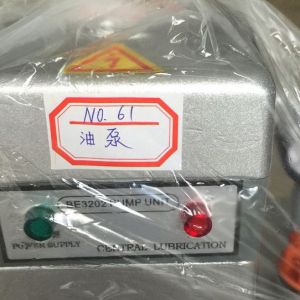 NO. 61
油泵
BE3202 PUMP UNIT
POWER SUPPLY CENTRAL LUBRICATION